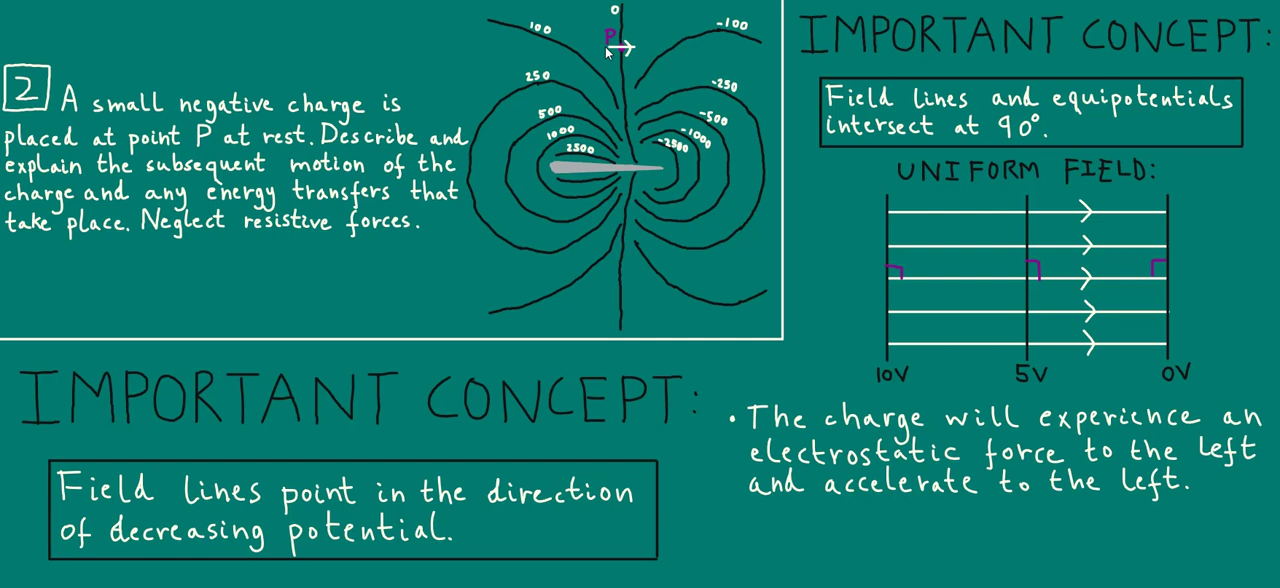 2 A small negative charge is
placed at point P at rest. Describe and
explain the subsequent motion of the
charge and any energy transfers that
take place. Neglect resistive forces.
0
100
-100
P
250
-250
500
-500
1000
-1000
2500
-2500
IMPORTANT CONCEPT:
Field lines and equipotentials
intersect at 90°.
UNIFORM FIELD:
10V 5V 0V
IMPORTANT CONCEPT:
Field lines point in the direction
of decreasing potential.
• The charge will experience an
electrostatic force to the left
and accelerate to the left.